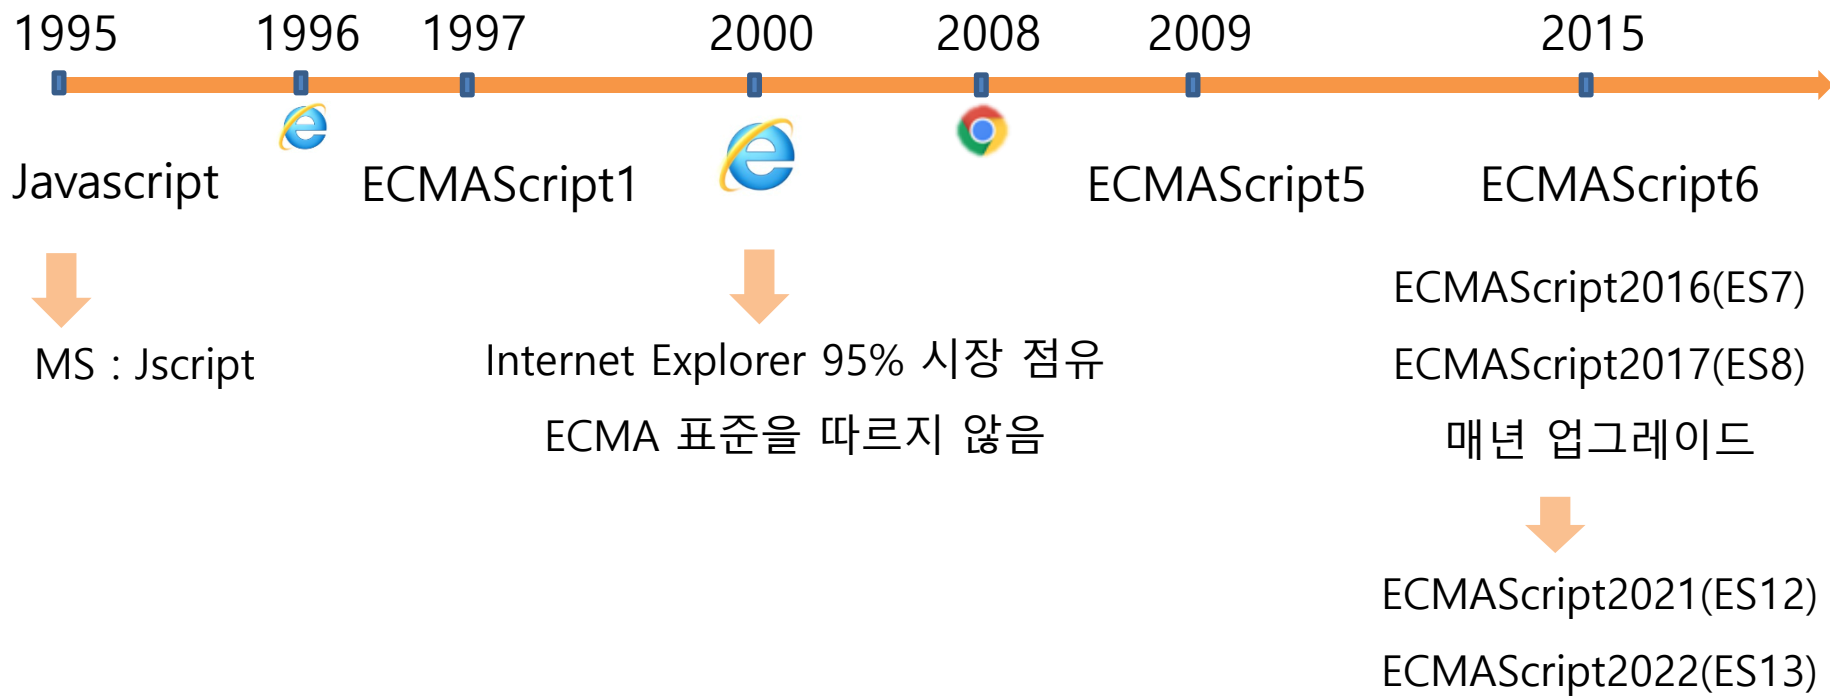 1995 1996 1997 2000 2008 2009 2015
Javascript ECMAScript1 ECMAScript5 ECMAScript6
MS : Jscript
Internet Explorer 95% 시장 점유
ECMA 표준을 따르지 않음
ECMAScript2016(ES7)
ECMAScript2017(ES8)
매년 업그레이드
ECMAScript2021(ES12)
ECMAScript2022(ES13)